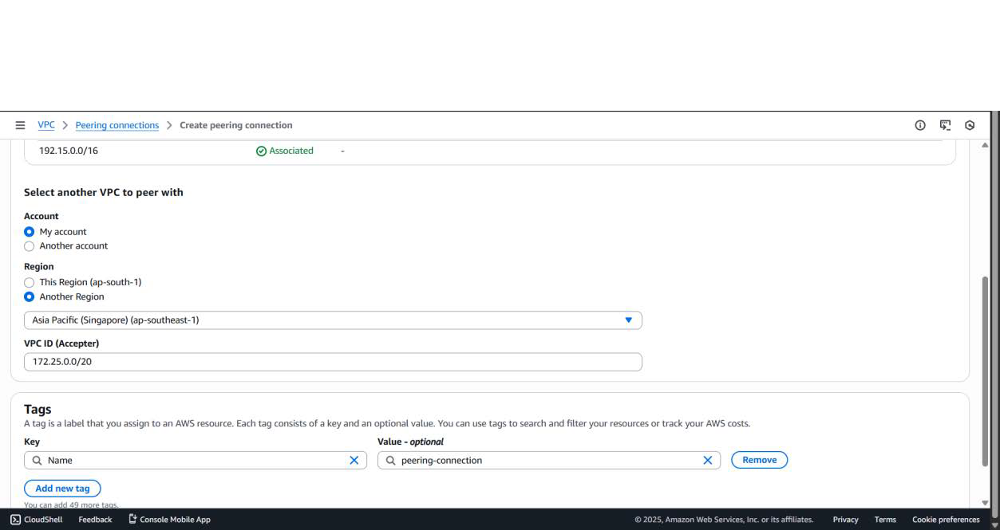 VPC > Peering connections > Create peering connection
192.15.0.0/16 Associated -
Select another VPC to peer with
Account
My account
Another account
Region
This Region (ap-south-1)
Another Region
Asia Pacific (Singapore) (ap-southeast-1)
VPC ID (Accepter)
172.25.0.0/20
Tags
A tag is a label that you assign to an AWS resource. Each tag consists of a key and an optional value. You can use tags to search and filter your resources or track your AWS costs.
Key Value - optional
Name peering-connection Remove
Add new tag
You can add 49 more tags.
CloudShell Feedback Console Mobile App © 2025, Amazon Web Services, Inc. or its affiliates. Privacy Terms Cookie preferences